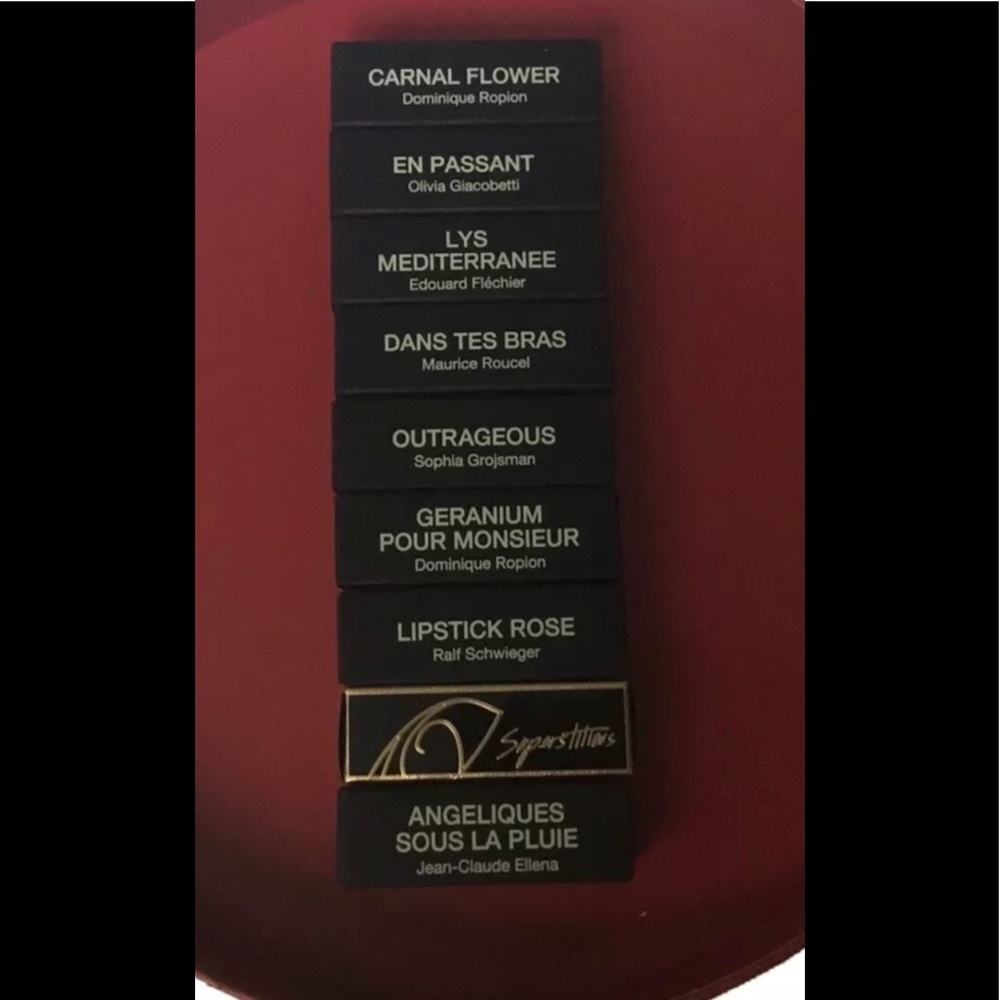 CARNAL FLOWER
Dominique Ropion
EN PASSANT
Olivia Giacobetti
LYS
MEDITERRANEE
Edouard Fléchier
DANS TES BRAS
Maurice Roucel
OUTRAGEOUS
Sophia Grojsman
GERANIUM
POUR MONSIEUR
Dominique Ropion
LIPSTICK ROSE
Ralf Schwieger
Superstitious
ANGELIQUES
SOUS LA PLUIE
Jean-Claude Ellena